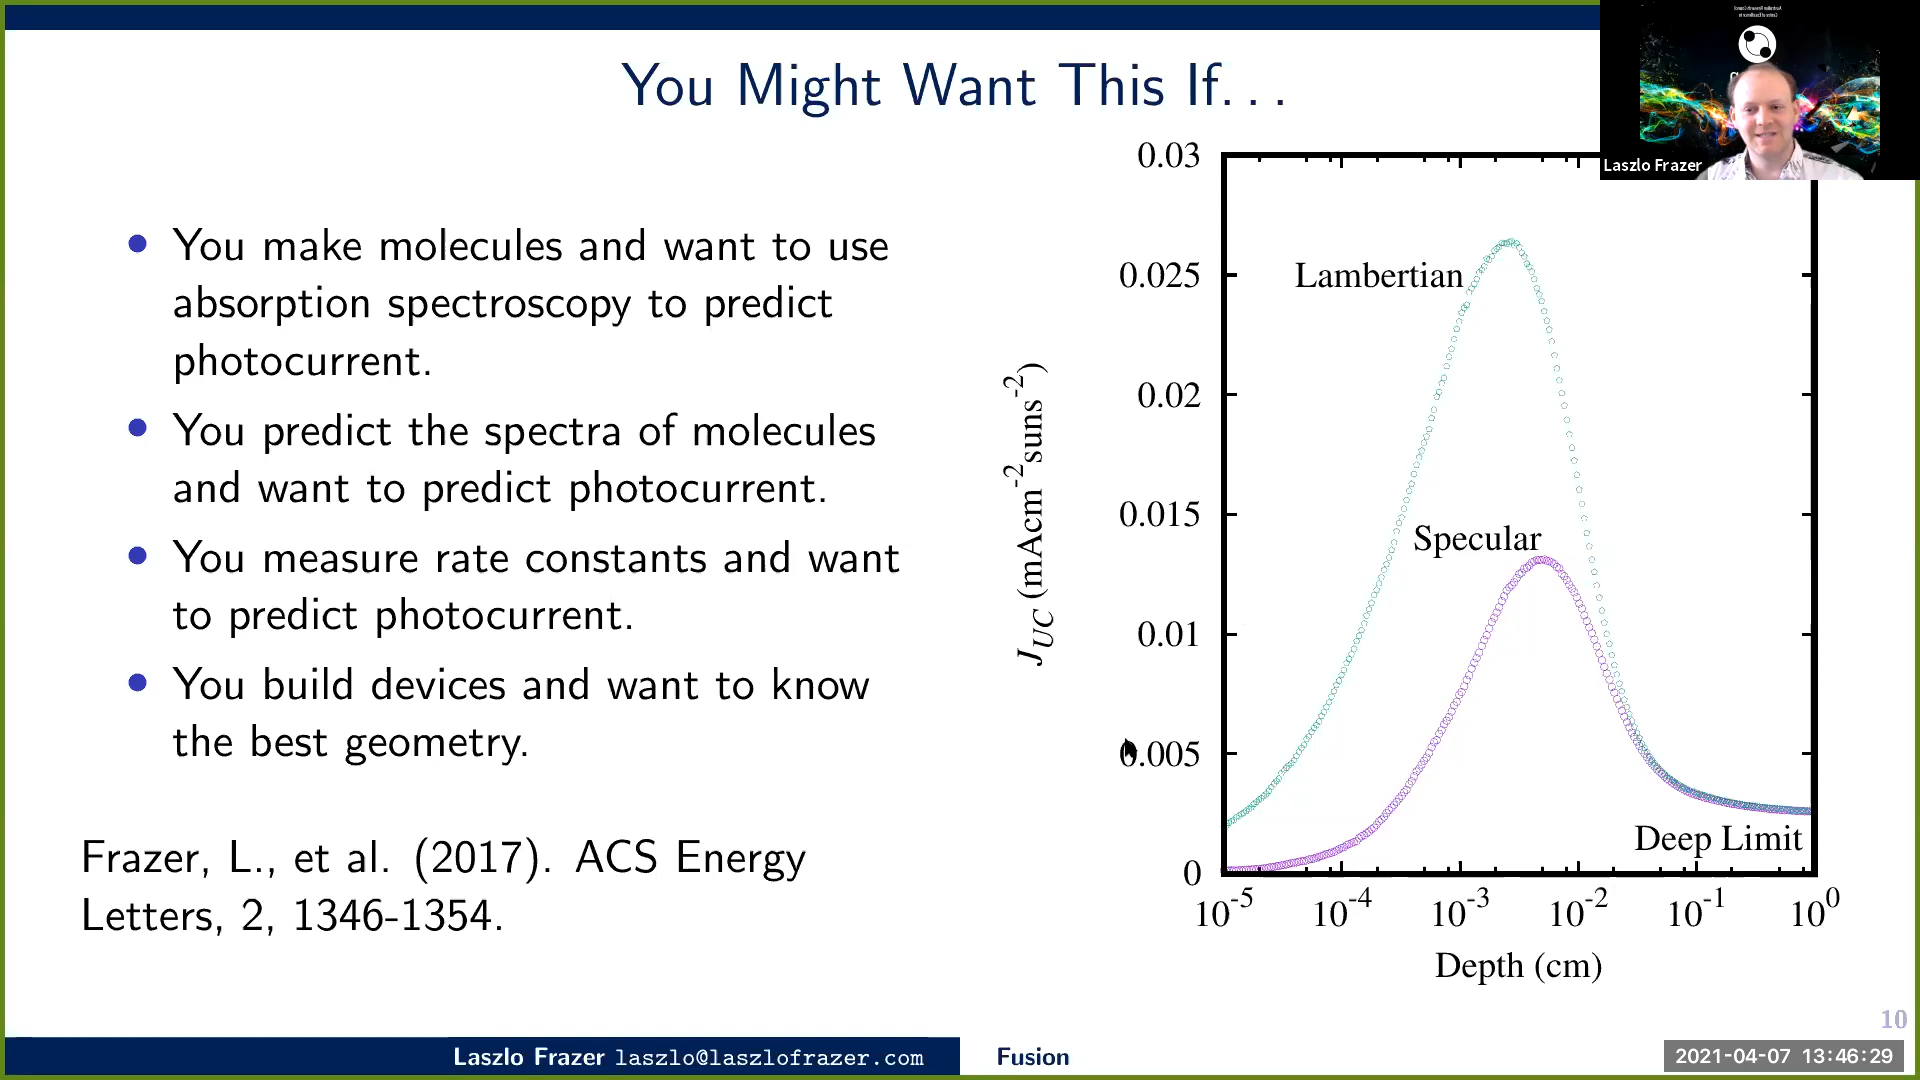 You Might Want This If. . .
Laszlo Frazer
• You make molecules and want to use
absorption spectroscopy to predict
photocurrent.
• You predict the spectra of molecules
and want to predict photocurrent.
• You measure rate constants and want
to predict photocurrent.
• You build devices and want to know
the best geometry.
Frazer, L., et al. (2017). ACS Energy
Letters, 2, 1346-1354.
J_UC (mAcm^-2suns^-2)
0.03
0.025
0.02
0.015
0.01
0.005
0
Lambertian
Specular
Deep Limit
10^-5 10^-4 10^-3 10^-2 10^-1 10^0
Depth (cm)
10
Laszlo Frazer laszlo@laszlofrazer.com Fusion
2021-04-07 13:46:29